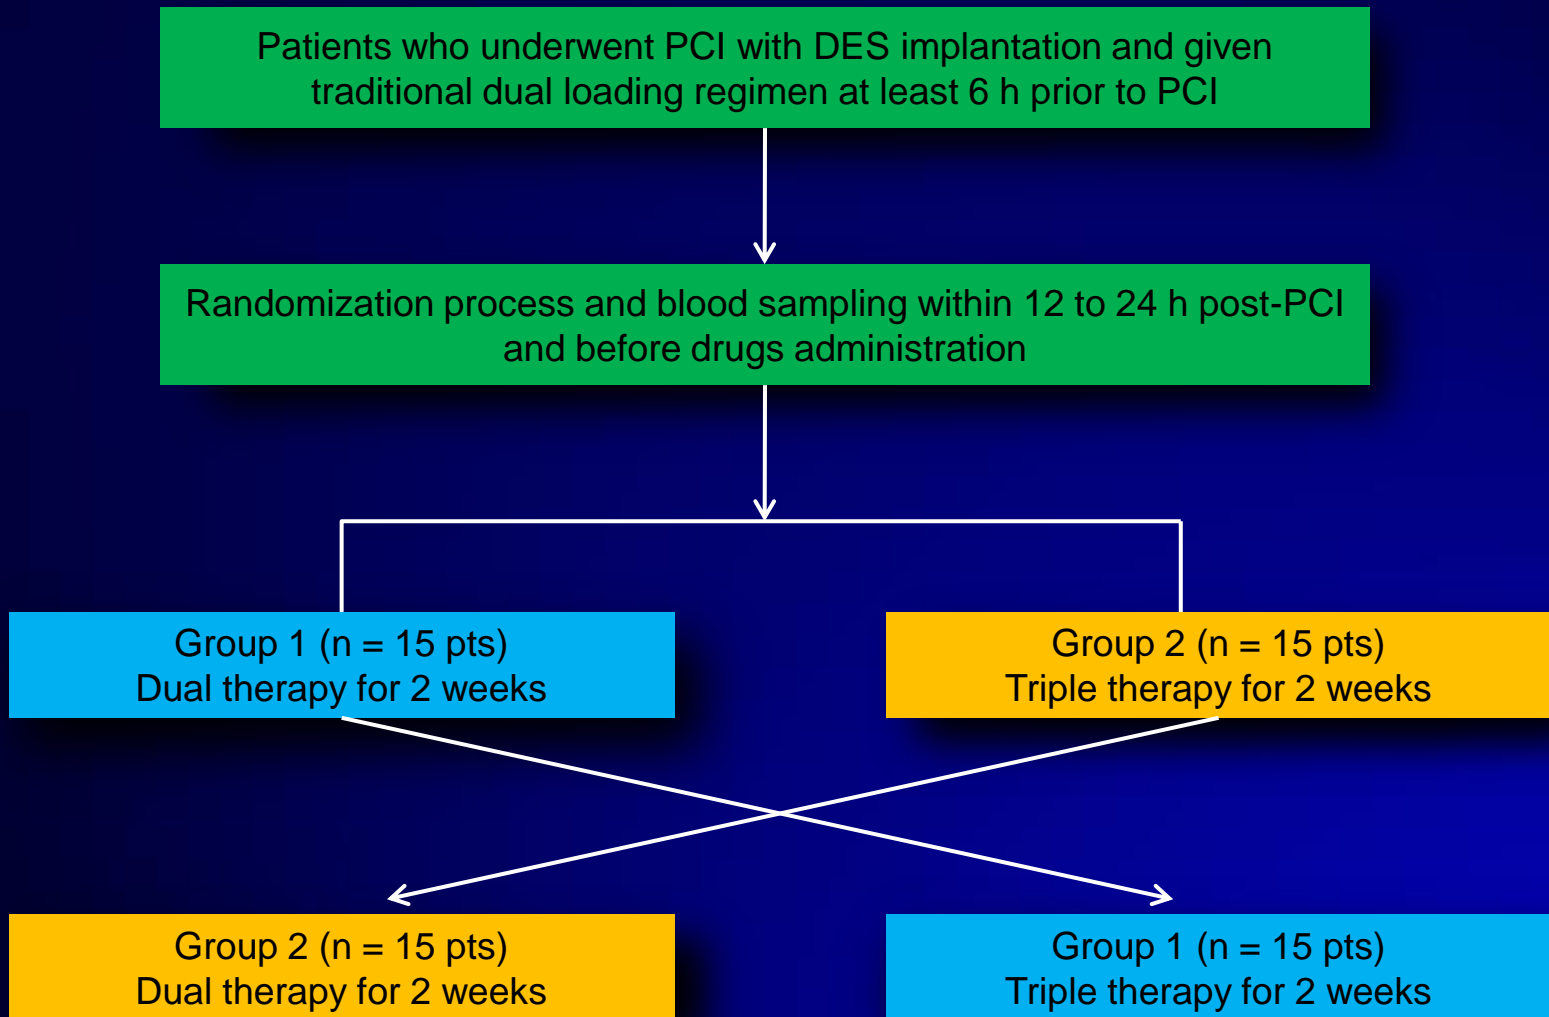 Patients who underwent PCI with DES implantation and given
traditional dual loading regimen at least 6 h prior to PCI
Randomization process and blood sampling within 12 to 24 h post-PCI
and before drugs administration
Group 1 (n = 15 pts)
Dual therapy for 2 weeks
Group 2 (n = 15 pts)
Triple therapy for 2 weeks
Group 2 (n = 15 pts)
Dual therapy for 2 weeks
Group 1 (n = 15 pts)
Triple therapy for 2 weeks